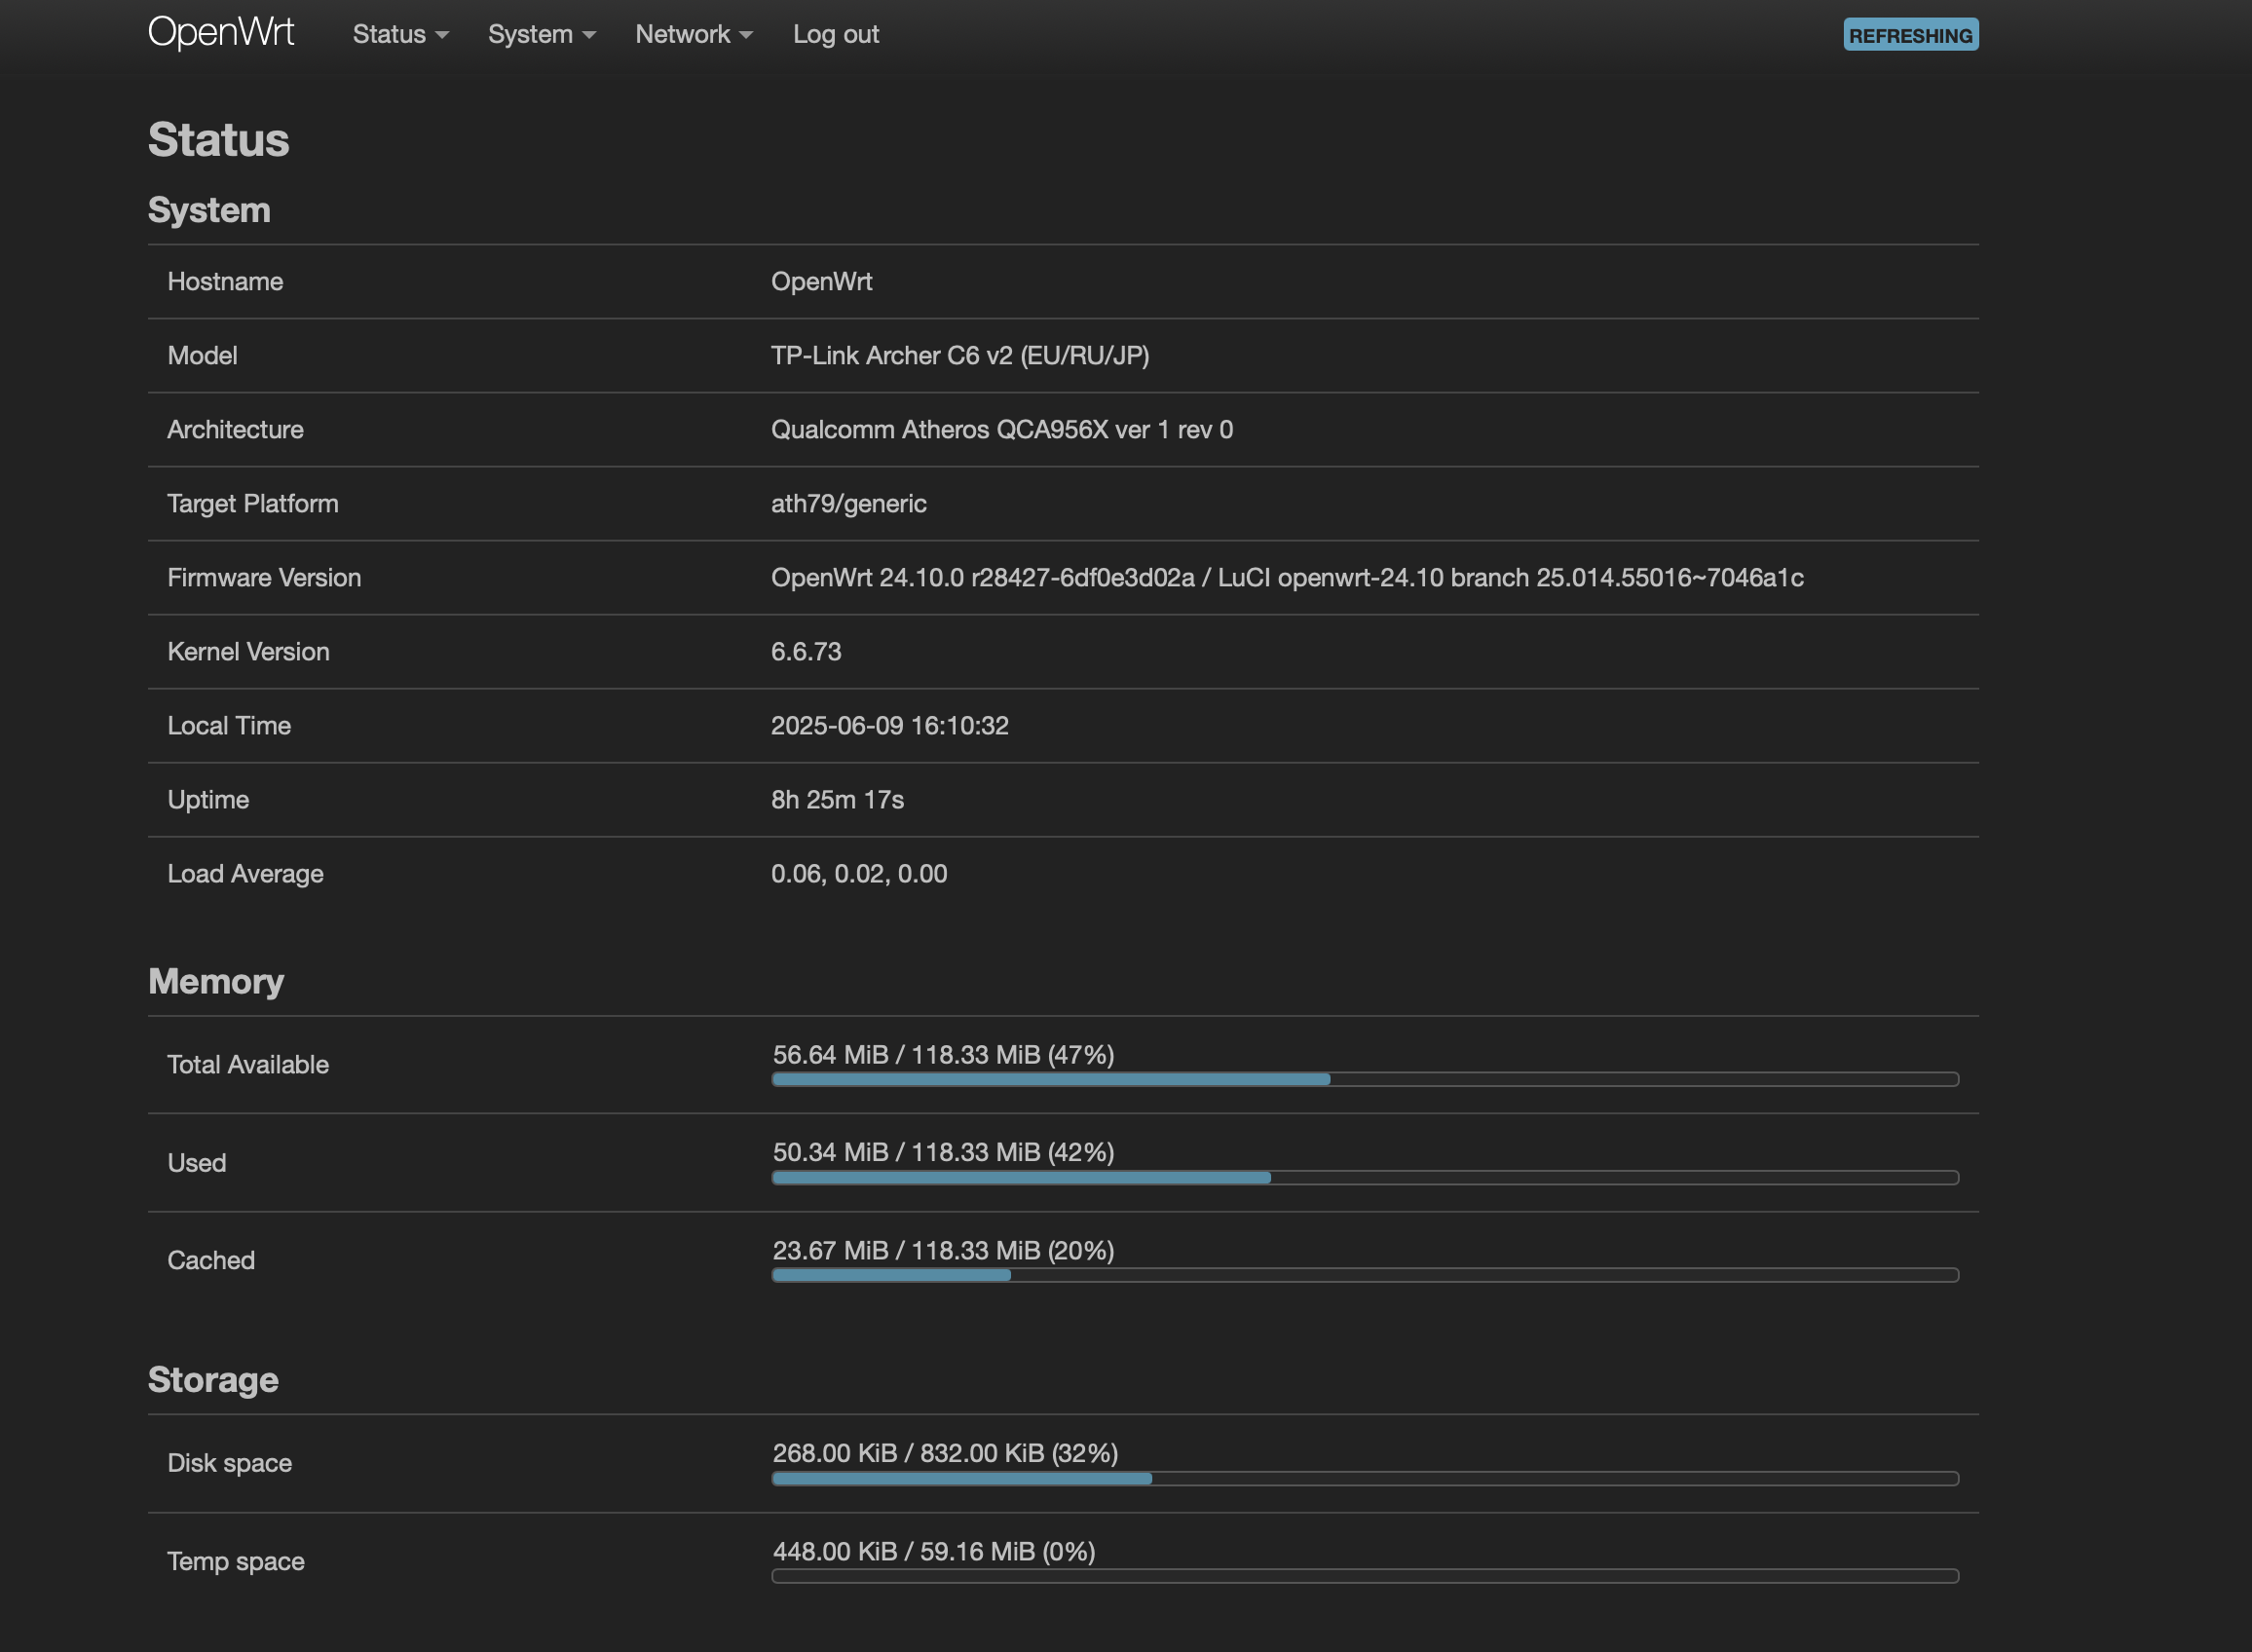 OpenWrt Status System Network Log out REFRESHING
Status
System
Hostname OpenWrt
Model TP-Link Archer C6 v2 (EU/RU/JP)
Architecture Qualcomm Atheros QCA956X ver 1 rev 0
Target Platform ath79/generic
Firmware Version OpenWrt 24.10.0 r28427-6df0e3d02a / LuCI openwrt-24.10 branch 25.014.55016~7046a1c
Kernel Version 6.6.73
Local Time 2025-06-09 16:10:32
Uptime 8h 25m 17s
Load Average 0.06, 0.02, 0.00
Memory
Total Available 56.64 MiB / 118.33 MiB (47%)
Used 50.34 MiB / 118.33 MiB (42%)
Cached 23.67 MiB / 118.33 MiB (20%)
Storage
Disk space 268.00 KiB / 832.00 KiB (32%)
Temp space 448.00 KiB / 59.16 MiB (0%)